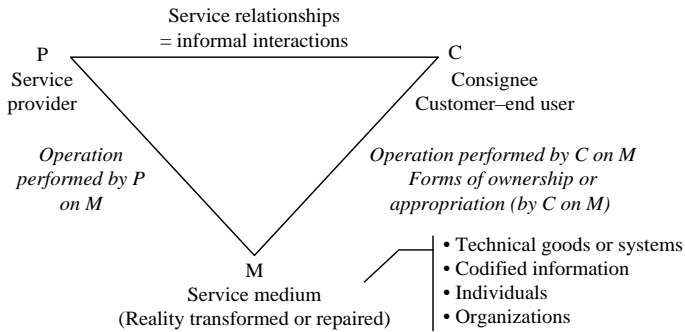 Service relationships
= informal interactions
P
Service
provider
C
Consignee
Customer–end user
Operation
performed by P
on M
Operation performed by C on M
Forms of ownership or
appropriation (by C on M)
M
Service medium
(Reality transformed or repaired)
• Technical goods or systems
• Codified information
• Individuals
• Organizations